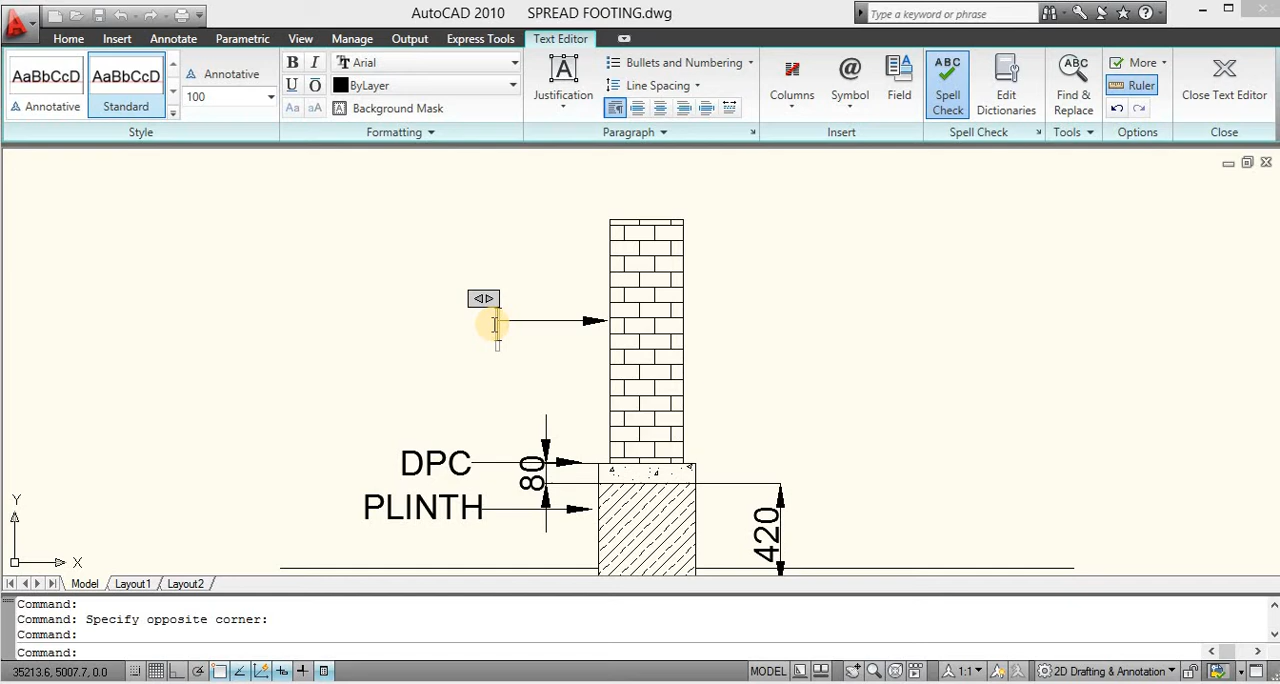 AutoCAD 2010 SPREAD FOOTING.dwg
Type a keyword or phrase
Home Insert Annotate Parametric View Manage Output Express Tools Text Editor
AaBbCcD AaBbCcD Annotative
Annotative Standard 100
Style
B I Arial
U O ByLayer
Aa aA Background Mask
Formatting
A Justification
Bullets and Numbering
Line Spacing
Paragraph
Columns @ Symbol Field
Insert
ABC Spell Check Edit Dictionaries
Spell Check
ABC Find & Replace
Tools
More
Ruler
Options
Close Text Editor
Close
DPC
80
PLINTH
420
Y
X
Model Layout1 Layout2
Command:
Command: Specify opposite corner:
Command:
Command:
35213.6, 5007.7, 0.0 MODEL 1:1 2D Drafting & Annotation